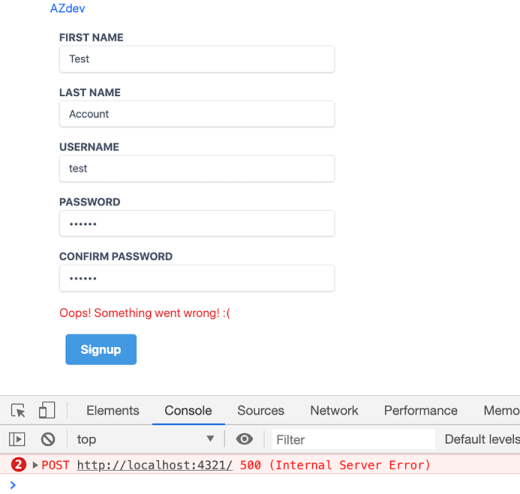 AZdev
FIRST NAME
Test
LAST NAME
Account
USERNAME
test
PASSWORD
••••••
CONFIRM PASSWORD
••••••
Oops! Something went wrong! :(
Signup
Elements Console Sources Network Performance Memo
top Filter Default levels
2 POST http://localhost:4321/ 500 (Internal Server Error)